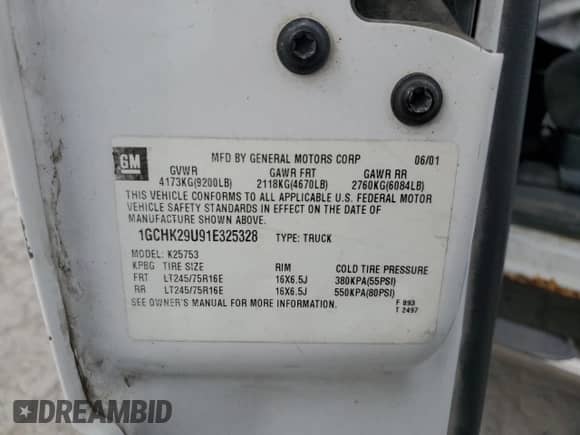 GM
MFD BY GENERAL MOTORS CORP 06/01
GVWR GAWR FRT GAWR RR
4173KG(9200LB) 2118KG(4670LB) 2760KG(6084LB)
THIS VEHICLE CONFORMS TO ALL APPLICABLE U.S. FEDERAL MOTOR
VEHICLE SAFETY STANDARDS IN EFFECT ON THE DATE OF
MANUFACTURE SHOWN ABOVE.
1GCHK29U91E325328 TYPE: TRUCK
MODEL: K25753
KPBG TIRE SIZE RIM COLD TIRE PRESSURE
FRT LT245/75R16E 16X6.5J 380KPA(55PSI)
RR LT245/75R16E 16X6.5J 550KPA(80PSI)
SEE OWNER'S MANUAL FOR MORE INFORMATION.
F 893
T 2497
DREAMBID